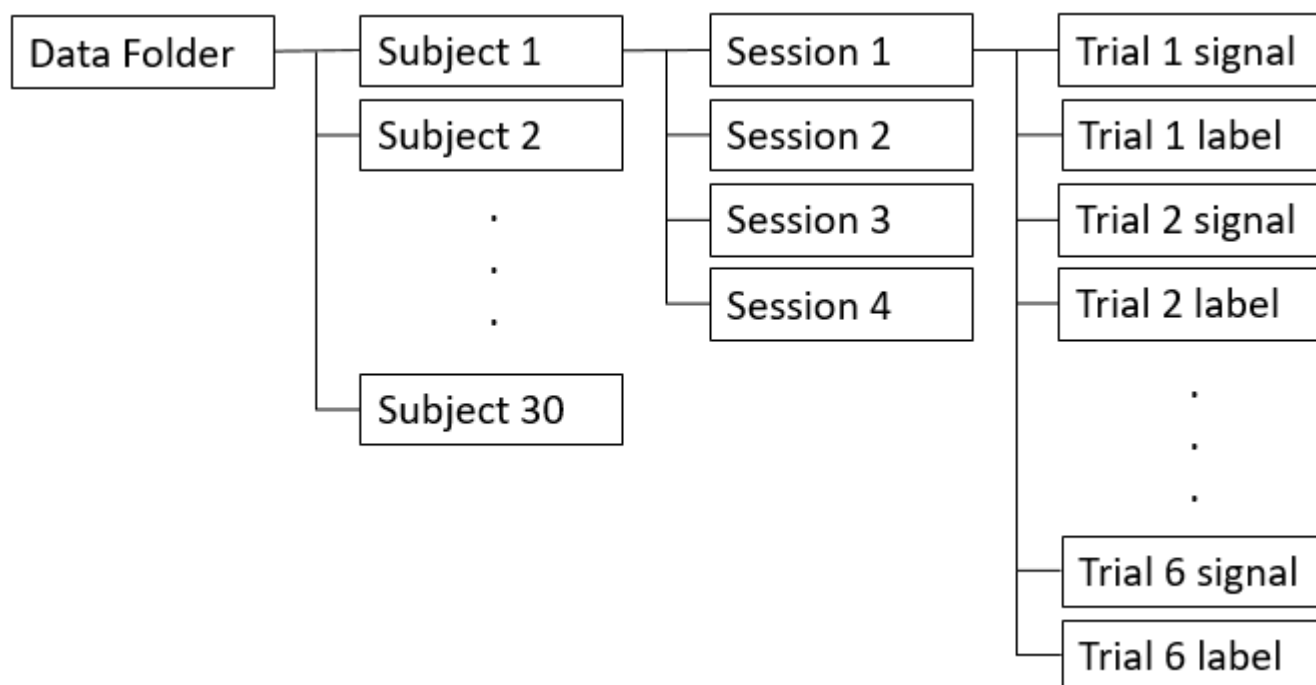 Data Folder
Subject 1
Subject 2
.
.
.
Subject 30
Session 1
Session 2
Session 3
Session 4
Trial 1 signal
Trial 1 label
Trial 2 signal
Trial 2 label
.
.
.
Trial 6 signal
Trial 6 label